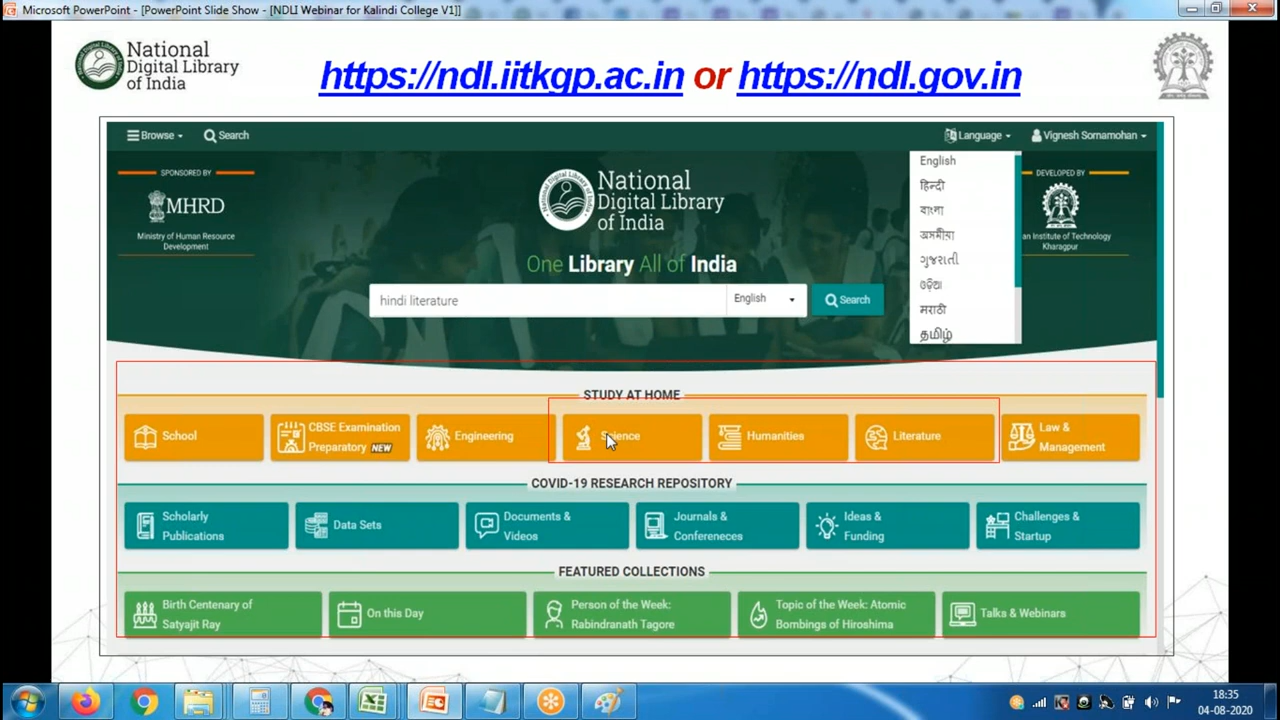 Microsoft PowerPoint - [PowerPoint Slide Show - [NDLI Webinar for Kalindi College V1]]
National
Digital Library
of India
https://ndl.iitkgp.ac.in or https://ndl.gov.in
Browse
Search
Language
Vignesh Sornamohan
English
हिन्दी
বাংলা
অসমীয়া
ગુજરાતી
ଓଡ଼ିଆ
मराठी
தமிழ்
SPONSORED BY
MHRD
Ministry of Human Resource
Development
National
Digital Library
of India
DEVELOPED BY
an Institute of Technology
Kharagpur
One Library All of India
hindi literature
English
Search
STUDY AT HOME
School
CBSE Examination
Preparatory NEW
Engineering
Science
Humanities
Literature
Law &
Management
COVID-19 RESEARCH REPOSITORY
Scholarly
Publications
Data Sets
Documents &
Videos
Journals &
Confereneces
Ideas &
Funding
Challenges &
Startup
FEATURED COLLECTIONS
Birth Centenary of
Satyajit Ray
On this Day
Person of the Week:
Rabindranath Tagore
Topic of the Week: Atomic
Bombings of Hiroshima
Talks & Webinars
18:35
04-08-2020